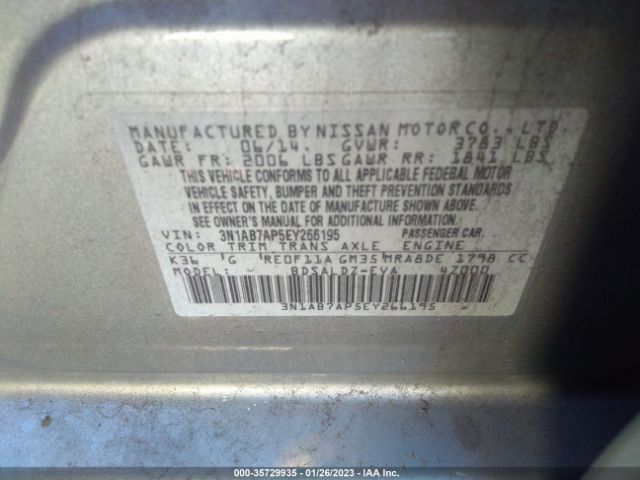 MANUFACTURED BY NISSAN MOTOR CO., LTD.
DATE: 06/14. GVWR: 3783 LBS
GAWR FR: 2006 LBS GAWR RR: 1841 LBS
THIS VEHICLE CONFORMS TO ALL APPLICABLE FEDERAL MOTOR
VEHICLE SAFETY, BUMPER AND THEFT PREVENTION STANDARDS
IN EFFECT ON THE DATE OF MANUFACTURE SHOWN ABOVE.
SEE OWNER'S MANUAL FOR ADDITIONAL INFORMATION.
VIN: 3N1AB7AP5EY266195 PASSENGER CAR.
COLOR TRIM TRANS AXLE ENGINE
K36 G RE0F11A GM35 MRA8DE 1798 CC
MODEL: BDSALDZ-EVA 4Z000
3N1AB7AP5EY266195
000-35729935 - 01/26/2023 - IAAI.COM